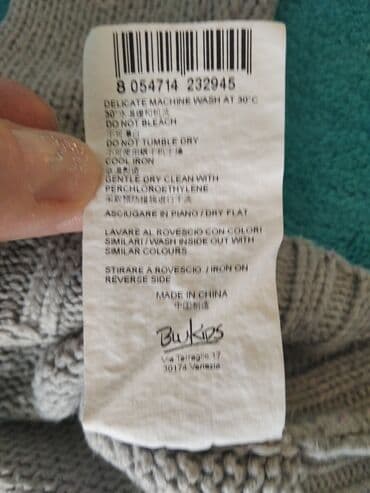 8 054714 232945
DELICATE MACHINE WASH AT 30°C
DO NOT BLEACH
DO NOT TUMBLE DRY
COOL IRON
GENTLE DRY CLEAN WITH
PERCHLOROETHYLENE
ASCIUGARE IN PIANO / DRY FLAT
LAVARE AL ROVESCIO CON COLORI
SIMILARI / WASH INSIDE OUT WITH
SIMILAR COLOURS
STIRARE A ROVESCIO / IRON ON
REVERSE SIDE
MADE IN CHINA
中国制造
BWKIDS
Via Terraglio 17
30174 Venezia